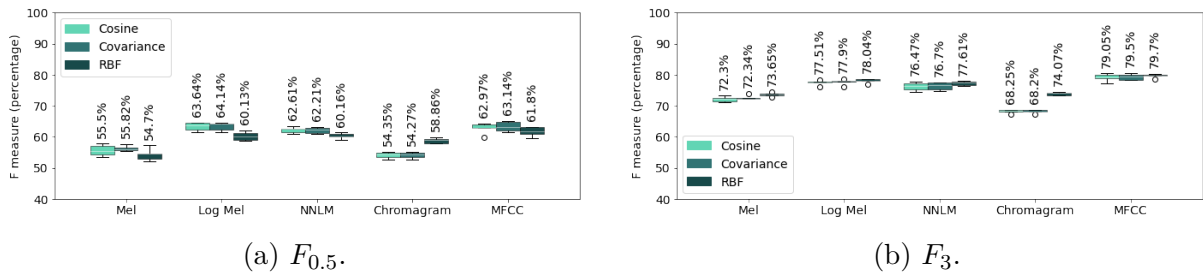 100
90
80
70
60
50
40
F measure (percentage)
Cosine
Covariance
RBF
55.5%
55.82%
54.7%
63.64%
64.14%
60.13%
62.61%
62.21%
60.16%
54.35%
54.27%
58.86%
62.97%
63.14%
61.8%
Mel
Log Mel
NNLM
Chromagram
MFCC
(a) F0.5.
100
90
80
70
60
50
40
F measure (percentage)
72.3%
72.34%
73.65%
77.51%
77.9%
78.04%
76.47%
76.7%
77.61%
68.25%
68.2%
74.07%
79.05%
79.5%
79.7%
Cosine
Covariance
RBF
Mel
Log Mel
NNLM
Chromagram
MFCC
(b) F3.